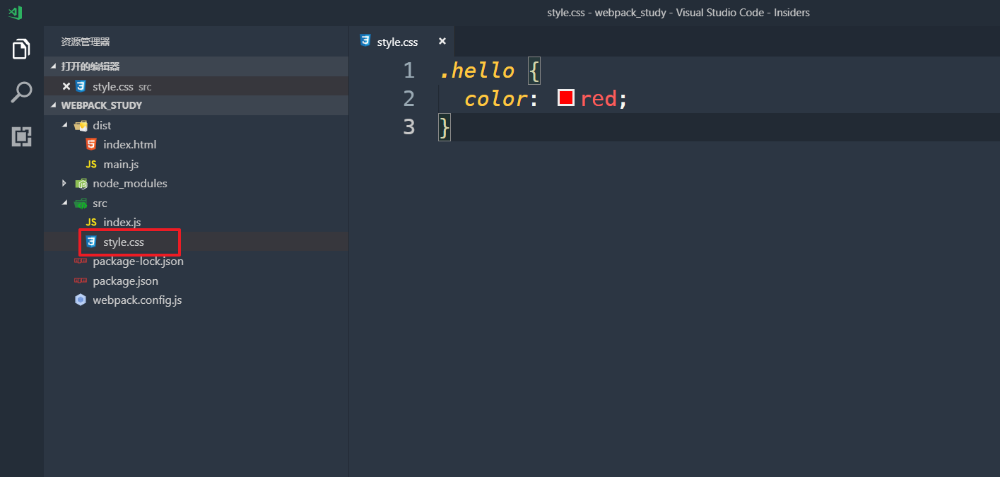 style.css - webpack_study - Visual Studio Code - Insiders
资源管理器
打开的编辑器
style.css src
WEBPACK_STUDY
dist
index.html
JS main.js
node_modules
src
JS index.js
style.css
package-lock.json
package.json
webpack.config.js
style.css
1 .hello {
2 color: red;
3 }